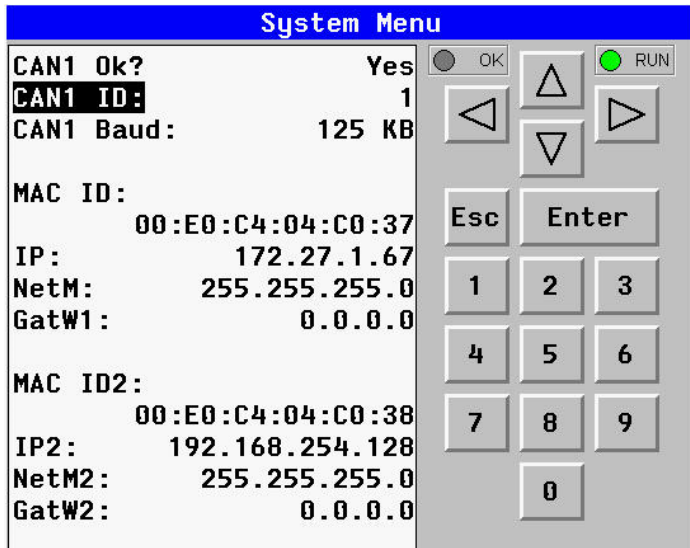 System Menu
CAN1 Ok? Yes
CAN1 ID: 1
CAN1 Baud: 125 KB
MAC ID:
00:E0:C4:04:C0:37
IP: 172.27.1.67
NetM: 255.255.255.0
GatW1: 0.0.0.0
MAC ID2:
00:E0:C4:04:C0:38
IP2: 192.168.254.128
NetM2: 255.255.255.0
GatW2: 0.0.0.0
OK RUN
Esc Enter
1 2 3
4 5 6
7 8 9
0